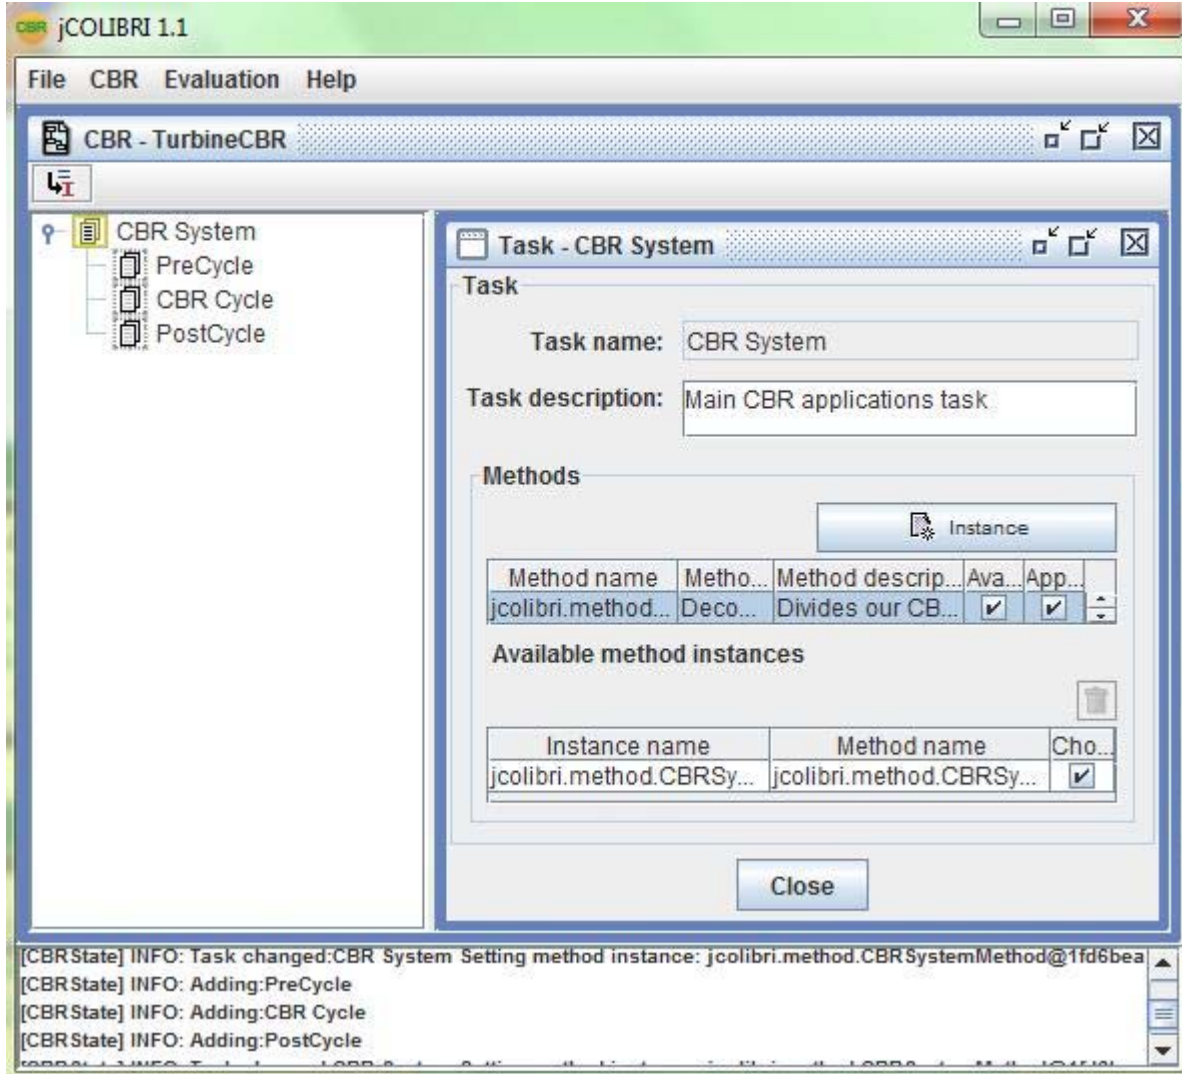 CBR jCOLIBRI 1.1
File CBR Evaluation Help
CBR - TurbineCBR
CBR System
PreCycle
CBR Cycle
PostCycle
Task - CBR System
Task
Task name: CBR System
Task description: Main CBR applications task
Methods
Instance
Method name Metho... Method descrip... Ava... App...
jcolibri.method... Deco... Divides our CB...
Available method instances
Instance name Method name Cho...
jcolibri.method.CBRSy... jcolibri.method.CBRSy...
Close
[CBRState] INFO: Task changed:CBR System Setting method instance: jcolibri.method.CBRSystemMethod@1fd6bea
[CBRState] INFO: Adding:PreCycle
[CBRState] INFO: Adding:CBR Cycle
[CBRState] INFO: Adding:PostCycle